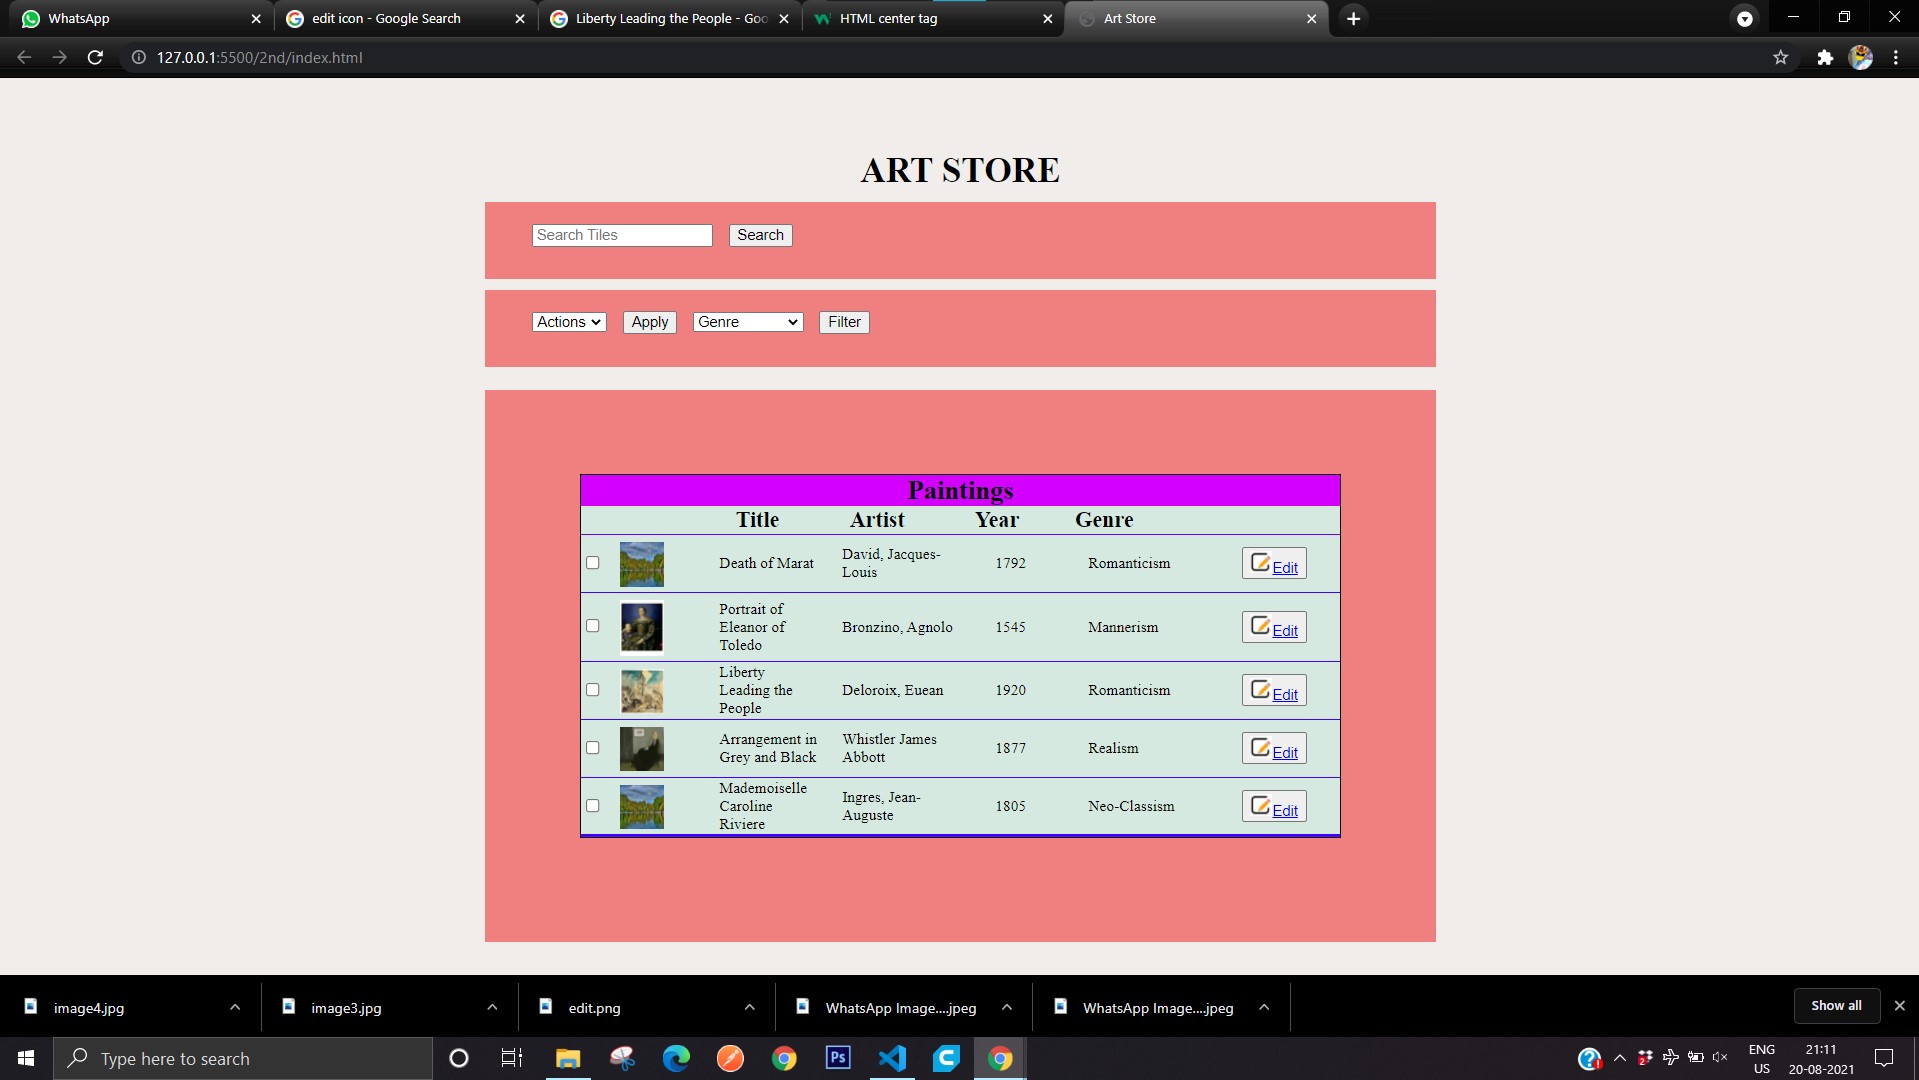 WhatsApp
edit icon - Google Search
Liberty Leading the People - Goo
HTML center tag
Art Store
127.0.0.1:5500/2nd/index.html
ART STORE
Search Tiles Search
Actions Apply Genre Filter
Paintings
Title Artist Year Genre
Death of Marat
David, Jacques-
Louis
1792 Romanticism Edit
Portrait of
Eleanor of
Toledo
Bronzino, Agnolo 1545 Mannerism Edit
Liberty
Leading the
People
Deloroix, Euean 1920 Romanticism Edit
Arrangement in
Grey and Black
Whistler James
Abbott
1877 Realism Edit
Mademoiselle
Caroline
Riviere
Ingres, Jean-
Auguste
1805 Neo-Classism Edit
image4.jpg
image3.jpg
edit.png
WhatsApp Image....jpeg
WhatsApp Image....jpeg
Show all
Type here to search
Ps
2
ENG
US
21:11
20-08-2021